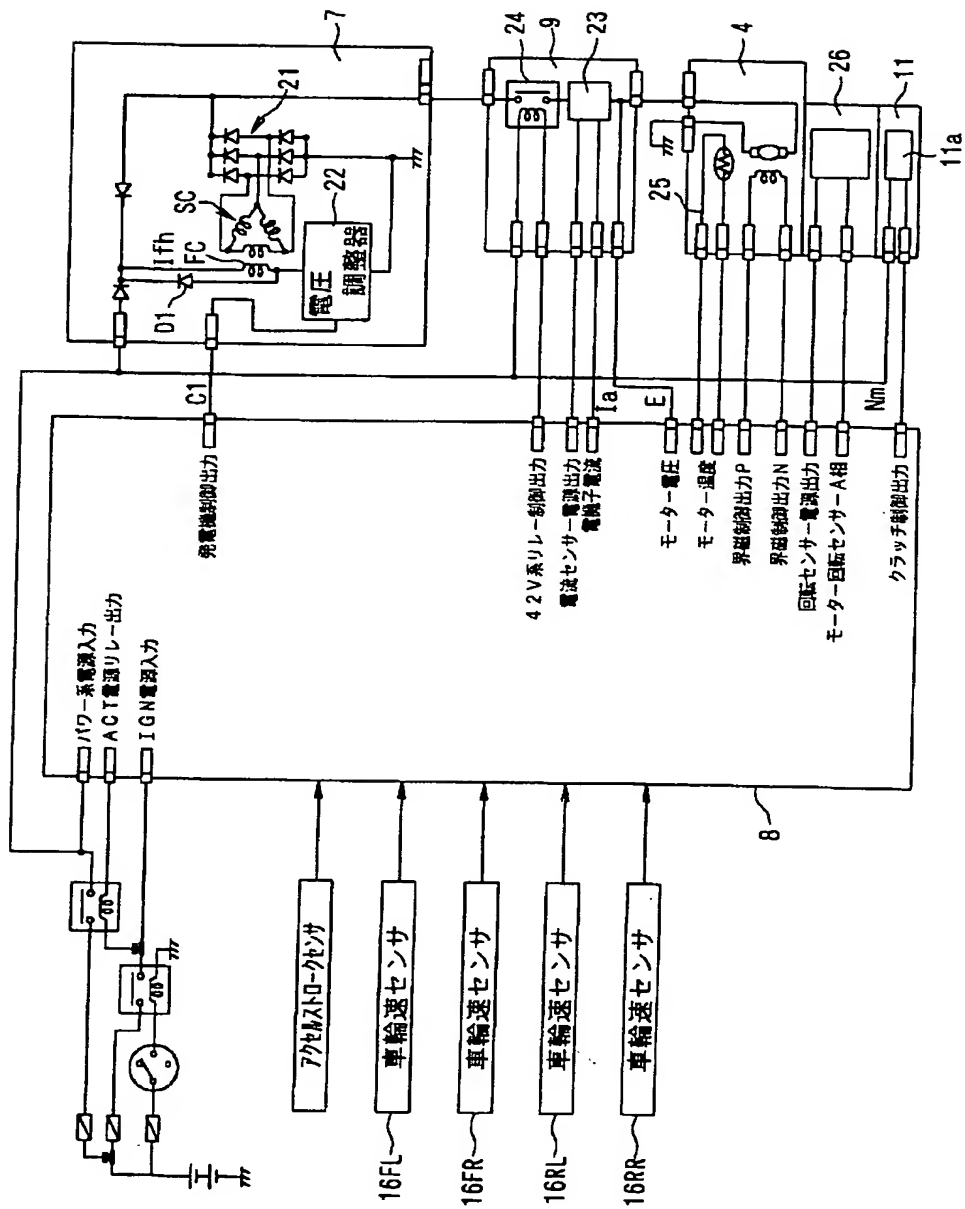 パワー系電源入力
ACT電源リレー出力
IGN電源入力
アクセルストロークセンサ
車輪速センサ
16FL
車輪速センサ
16FR
車輪速センサ
16RL
車輪速センサ
16RR
8
発電機制御出力
C1
42V系リレー制御出力
電流センサー電源出力
電機子電流
Ia
E
モーター電圧
モーター温度
界磁制御出力P
界磁制御出力N
回転センサー電源出力
モーター回転センサーA相
Nm
クラッチ制御出力
7
21
SC
22
Ifh
FC
D1
電圧
調整器
24
9
23
25
4
26
11
11a